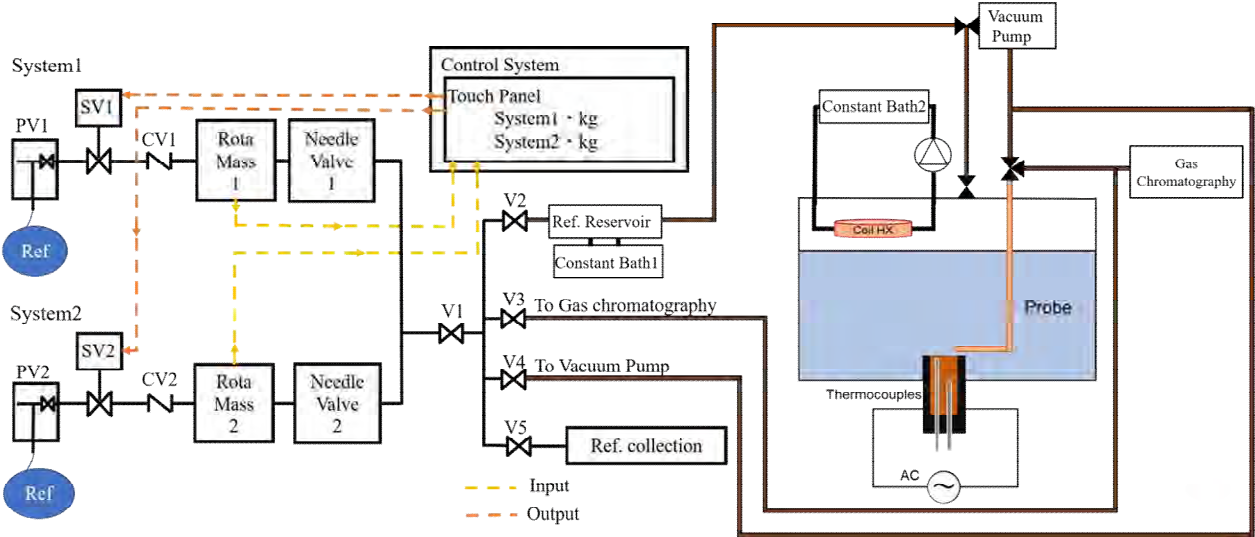 Vacuum
Pump
Control System
Touch Panel
System1・kg
System2・kg
System1
SV1
PV1
CV1
Rota
Mass
1
Needle
Valve
1
Ref
Constant Bath2
Gas
Chromatography
V2
Ref. Reservoir
Constant Bath1
Coil HX
System2
SV2
PV2
CV2
Rota
Mass
2
Needle
Valve
2
Ref
V1
V3
To Gas chromatography
V4
To Vacuum Pump
V5
Ref. collection
Probe
Thermocouples
AC
Input
Output